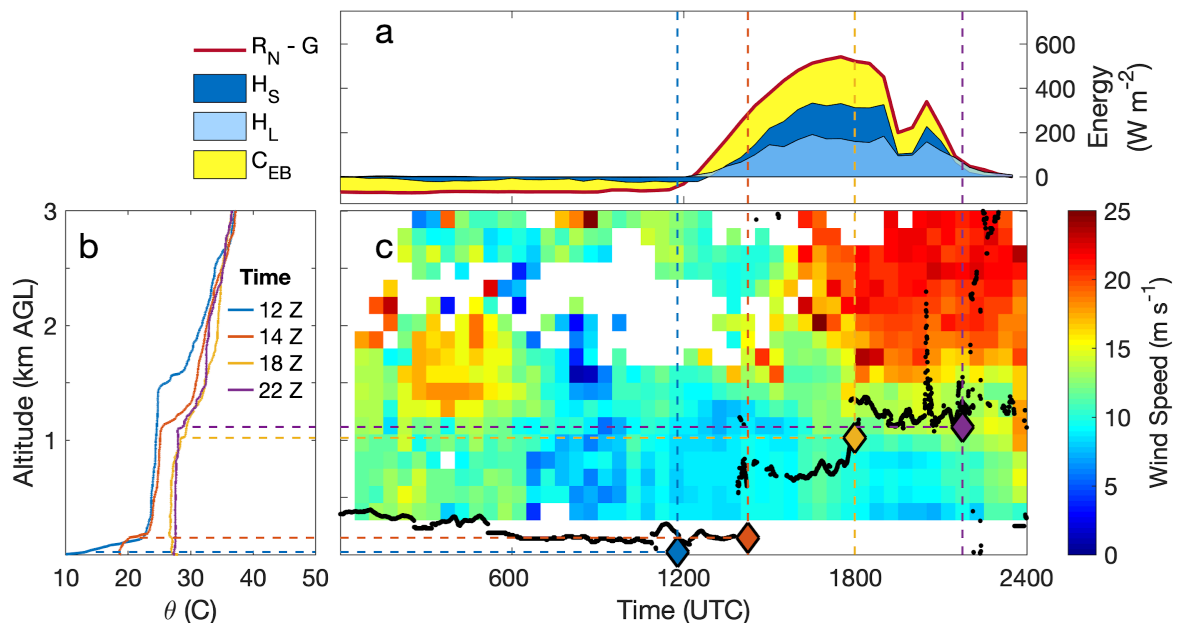 a
R_N - G
H_S
H_L
C_EB
600
400
200
0
Energy
(W m^-2)
b
Time
12 Z
14 Z
18 Z
22 Z
3
2
1
Altitude (km AGL)
10 20 30 40 50
θ (C)
c
600 1200 1800 2400
Time (UTC)
25
20
15
10
5
0
Wind Speed (m s^-1)